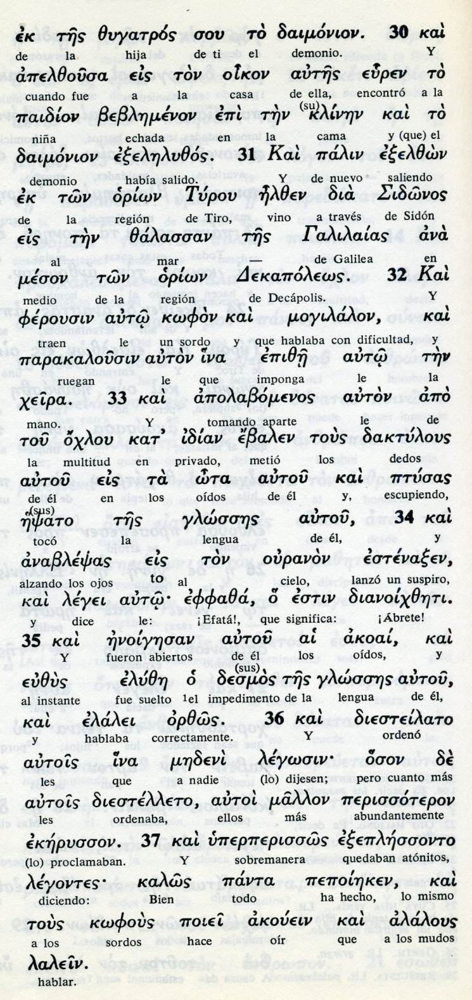 ἐκ τῆς θυγατρός σου τὸ δαιμόνιον. 30 καὶ
de la hija de ti el demonio. Y
ἀπελθοῦσα εἰς τὸν οἶκον αὐτῆς εὗρεν τὸ
cuando fue a la casa de ella, encontró a la
(su)
παιδίον βεβλημένον ἐπὶ τὴν κλίνην καὶ τὸ
niña echada en la cama y (que) el
δαιμόνιον ἐξεληλυθός. 31 Καὶ πάλιν ἐξελθὼν
demonio había salido. Y de nuevo saliendo
ἐκ τῶν ὁρίων Τύρου ἦλθεν διὰ Σιδῶνος
de la región de Tiro, vino a través de Sidón
εἰς τὴν θάλασσαν τῆς Γαλιλαίας ἀνὰ
al mar — de Galilea en
μέσον τῶν ὁρίων Δεκαπόλεως. 32 Καὶ
medio de la región de Decápolis. Y
φέρουσιν αὐτῷ κωφὸν καὶ μογιλάλον, καὶ
traen le un sordo y que hablaba con dificultad, y
παρακαλοῦσιν αὐτὸν ἵνα ἐπιθῇ αὐτῷ τὴν
ruegan le que imponga le la
χεῖρα. 33 καὶ ἀπολαβόμενος αὐτὸν ἀπὸ
mano. Y tomando aparte le de
τοῦ ὄχλου κατ’ ἰδίαν ἔβαλεν τοὺς δακτύλους
la multitud en privado, metió los dedos
αὐτοῦ εἰς τὰ ὦτα αὐτοῦ καὶ πτύσας
de él en los oídos de él y, escupiendo,
(sus)
ἥψατο τῆς γλώσσης αὐτοῦ, 34 καὶ
tocó la lengua de él, y
ἀναβλέψας εἰς τὸν οὐρανὸν ἐστέναξεν,
alzando los ojos to al cielo, lanzó un suspiro,
καὶ λέγει αὐτῷ· ἐφφαθά, ὅ ἐστιν διανοίχθητι.
y dice le: ¡Efatá!, que significa: ¡Ábrete!
35 καὶ ἠνοίγησαν αὐτοῦ αἱ ἀκοαί, καὶ
Y fueron abiertos de él los oídos, y
(sus)
εὐθὺς ἐλύθη ὁ δεσμὸς τῆς γλώσσης αὐτοῦ,
al instante fue suelto ¹el impedimento de la lengua de él,
καὶ ἐλάλει ὀρθῶς. 36 καὶ διεστείλατο
y hablaba correctamente. Y ordenó
αὐτοῖς ἵνα μηδενὶ λέγωσιν· ὅσον δὲ
les que a nadie (lo) dijesen; pero cuanto más
αὐτοῖς διεστέλλετο, αὐτοὶ μᾶλλον περισσότερον
les ordenaba, ellos más abundantemente
ἐκήρυσσον. 37 καὶ ὑπερπερισσῶς ἐξεπλήσσοντο
(lo) proclamaban. Y sobremanera quedaban atónitos,
λέγοντες· καλῶς πάντα πεποίηκεν, καὶ
diciendo: Bien todo ha hecho, lo mismo
τοὺς κωφοὺς ποιεῖ ἀκούειν καὶ ἀλάλους
a los sordos hace oír que a los mudos
λαλεῖν.
hablar.